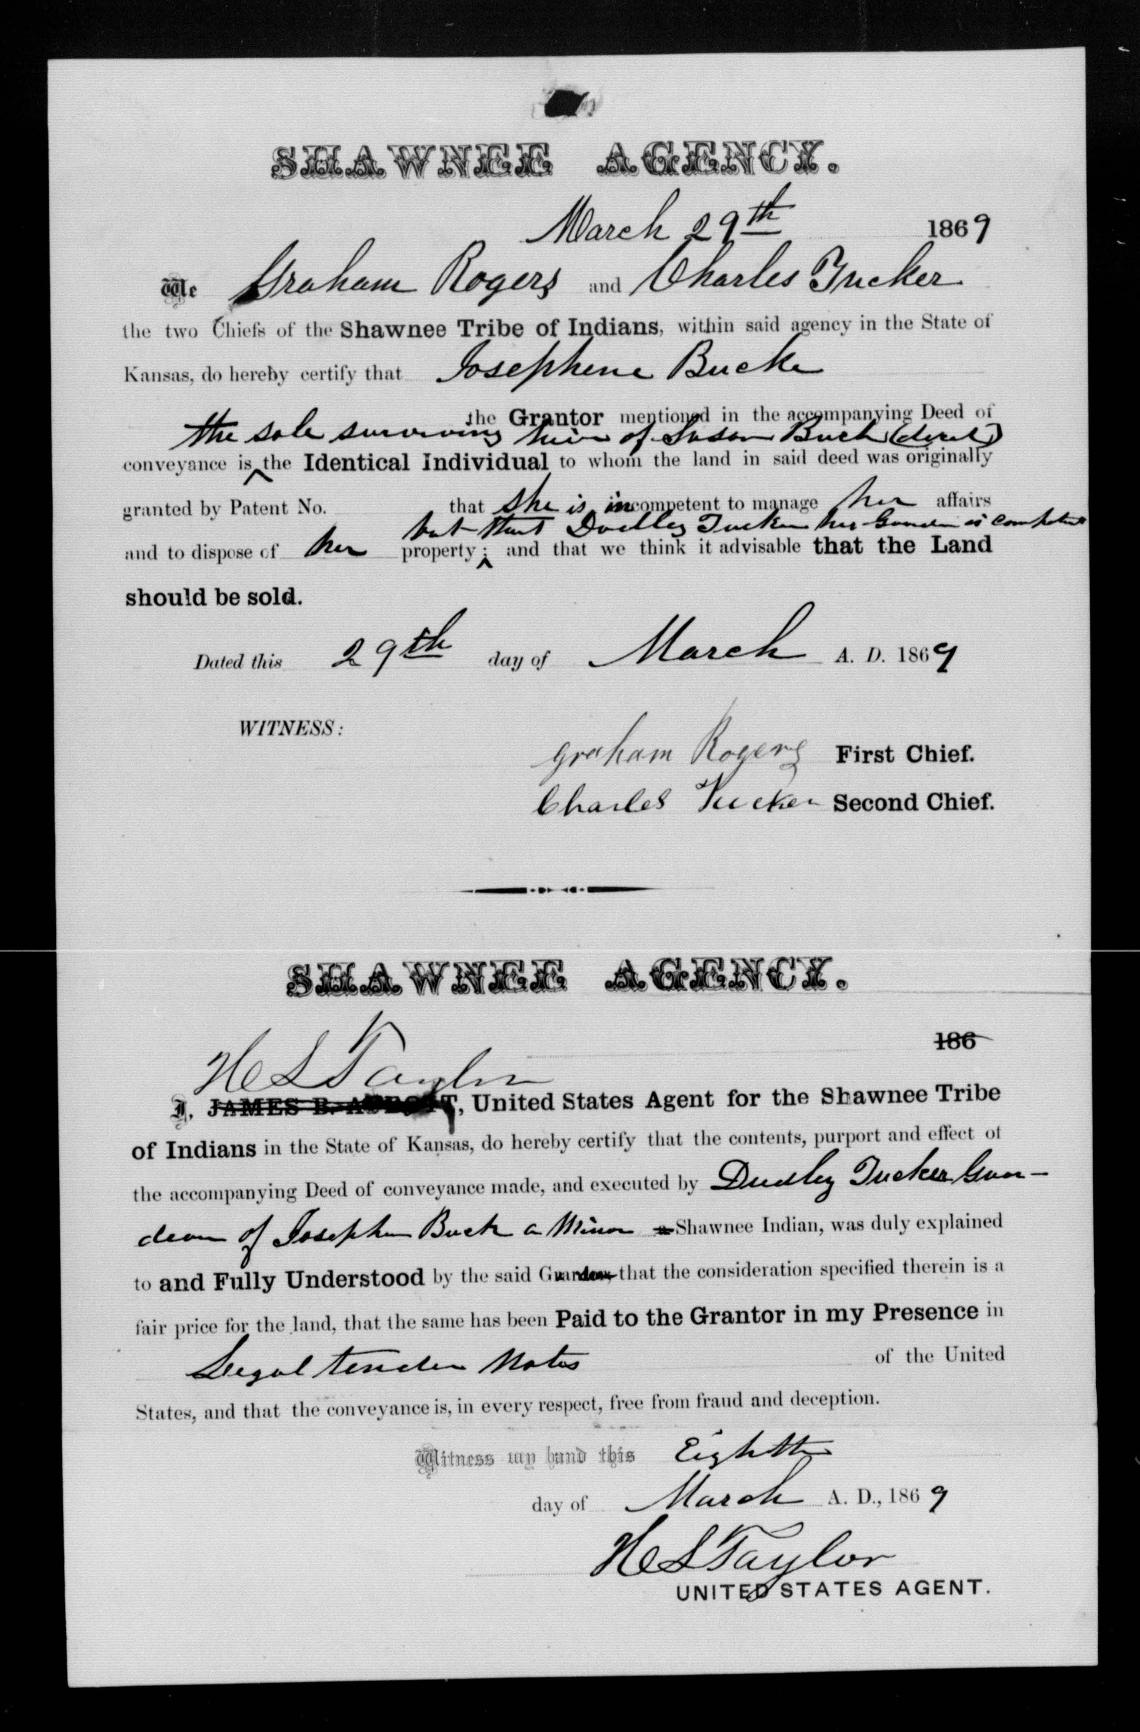 SHAWNEE AGENCY.
March 29th 1869
We Graham Rogers and Charles Tucker
the two Chiefs of the Shawnee Tribe of Indians, within said agency in the State of
Kansas, do hereby certify that Josephene Buck
the Grantor mentioned in the accompanying Deed of
the sole surviving heir of Susan Buck (decd)
conveyance is ^ the Identical Individual to whom the land in said deed was originally
granted by Patent No. that she is incompetent to manage her affairs
but that Dudley Tucker her is competent
and to dispose of her property; ^ and that we think it advisable that the Land
should be sold.
Dated this 29th day of March A. D. 1869
WITNESS:
Graham Rogers First Chief.
Charles Tucker Second Chief.
SHAWNEE AGENCY.
186
H L Taylor
I, JAMES B. ABBOTT, United States Agent for the Shawnee Tribe
of Indians in the State of Kansas, do hereby certify that the contents, purport and effect of
the accompanying Deed of conveyance made, and executed by Dudley Tucker Guar-
dian of Josephen Buck a Minor a Shawnee Indian, was duly explained
to and Fully Understood by the said Guardian that the consideration specified therein is a
fair price for the land, that the same has been Paid to the Grantor in my Presence in
Legal tender Notes of the United
States, and that the conveyance is, in every respect, free from fraud and deception.
Witness my hand this Eighth
day of March A. D., 1869
H L Taylor
UNITED STATES AGENT.